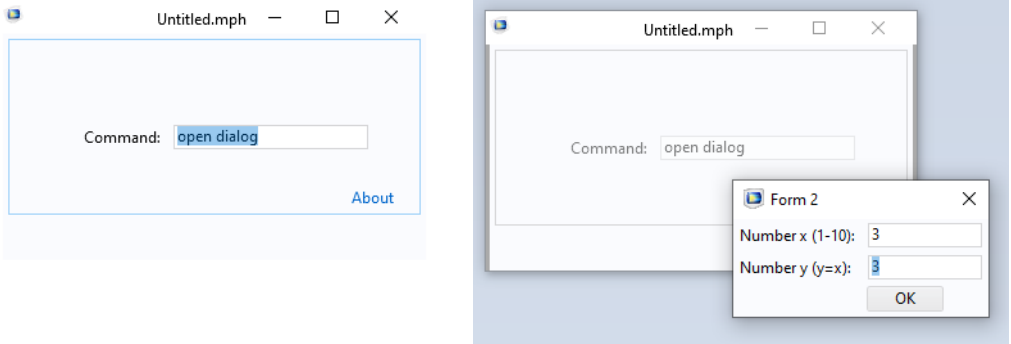 Untitled.mph
Command: open dialog
About
Untitled.mph
Command: open dialog
Form 2
Number x (1-10): 3
Number y (y=x): 3
OK